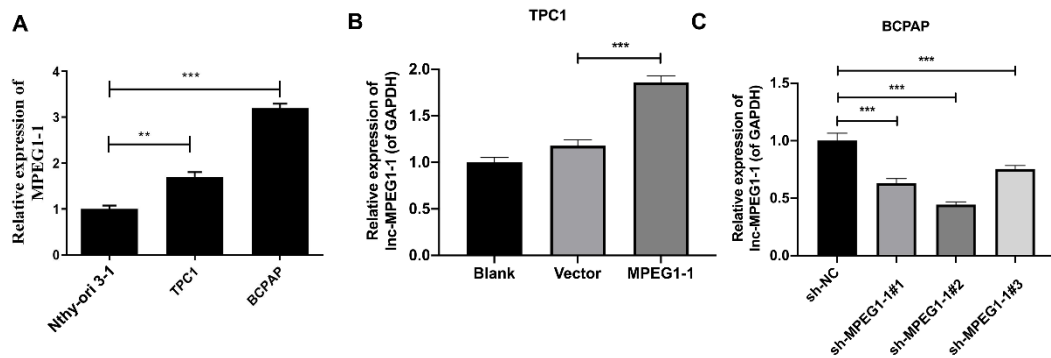 A
Relative expression of
MPEG1-1
4
3
2
1
0
***
**
Nthy-ori 3-1
TPC1
BCPAP
B
TPC1
Relative expression of
lnc-MPEG1-1 (of GAPDH)
2.0
1.5
1.0
0.5
0.0
***
Blank
Vector
MPEG1-1
C
BCPAP
Relative expression of
lnc-MPEG1-1 (of GAPDH)
1.5
1.0
0.5
0.0
***
***
***
sh-NC
sh-MPEG1-1#1
sh-MPEG1-1#2
sh-MPEG1-1#3